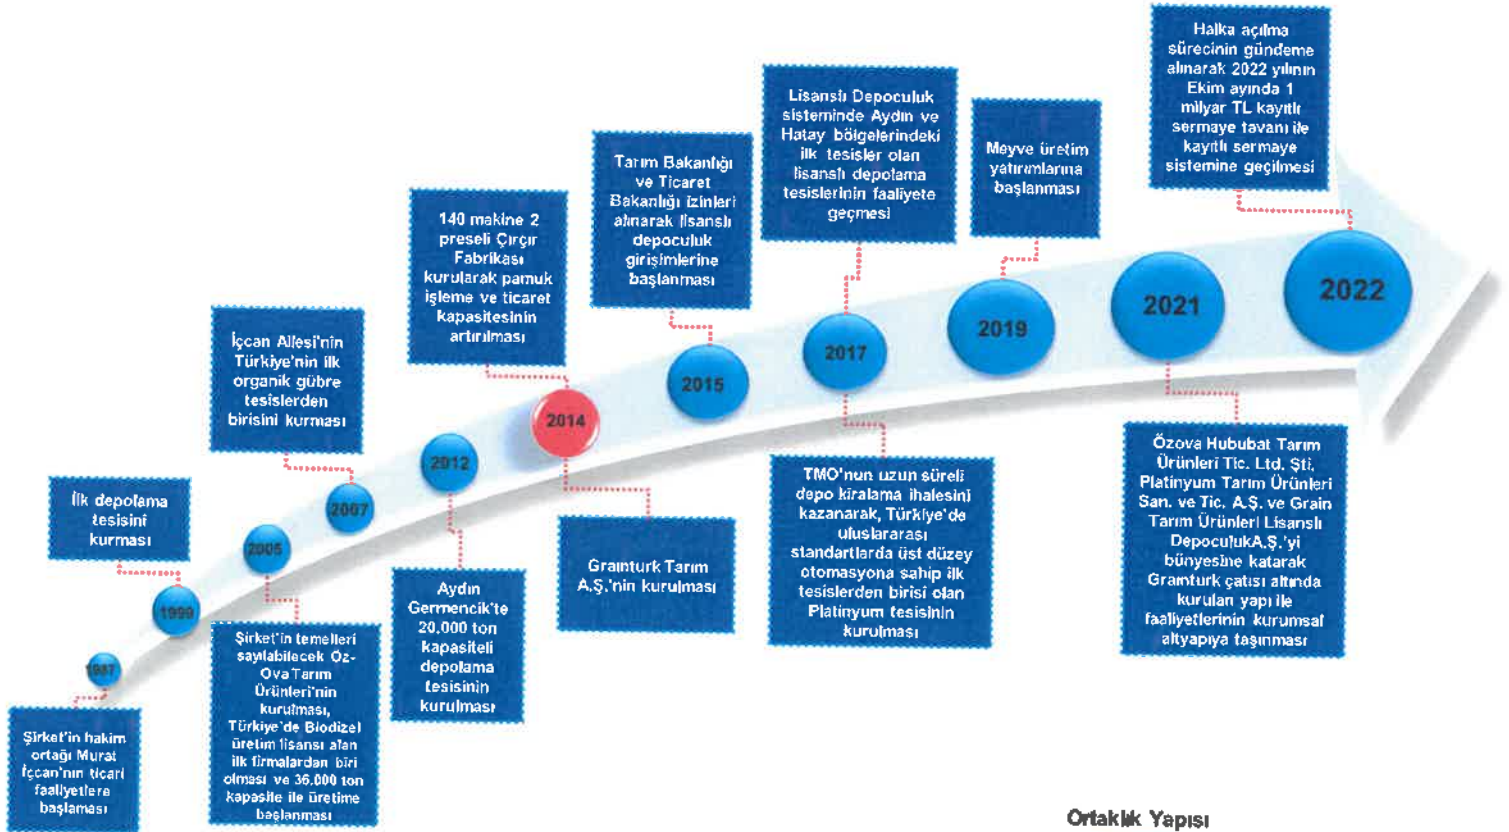 1987
Şirket'in hakim
ortağı Murat
İçcan'nın ticari
faaliyetlere
başlaması
1999
İlk depolama
tesisini
kurması
2005
Şirket'in temelleri
sayılabilecek Öz-
Ova Tarım
Ürünleri'nin
kurulması,
Türkiye'de Biodizel
üretim lisansı alan
ilk firmalardan biri
olması ve 36,000 ton
kapasite ile üretime
başlanması
2007
İçcan Ailesi'nin
Türkiye'nin ilk
organik gübre
tesislerden
birisini kurması
2012
Aydın
Germencik'te
20,000 ton
kapasiteli
depolama
tesisinin
kurulması
2014
140 makine 2
preseli Çırçır
Fabrikası
kurularak pamuk
işleme ve ticaret
kapasitesinin
artırılması
Grainturk Tarım
A.Ş.'nin kurulması
2015
Tarım Bakanlığı
ve Ticaret
Bakanlığı izinleri
alınarak lisanslı
depoculuk
girişimlerine
başlanması
2017
Lisanslı Depoculuk
sisteminde Aydın ve
Hatay bölgelerindeki
ilk tesisler olan
lisanslı depolama
tesislerinin faaliyete
geçmesi
TMO'nun uzun süreli
depo kiralama ihalesini
kazanarak, Türkiye'de
uluslararası
standartlarda üst düzey
otomasyona sahip ilk
tesislerden birisi olan
Platinyum tesisinin
kurulması
2019
Meyve üretim
yatırımlarına
başlanması
2021
Özova Hububat Tarım
Ürünleri Tic. Ltd. Şti,
Platinyum Tarım Ürünleri
San. ve Tic. A.Ş. ve Grain
Tarım Ürünleri Lisanslı
DepoculukA.Ş.'yi
bünyesine katarak
Grainturk çatısı altında
kurulan yapı ile
faaliyetlerinin kurumsal
altyapıya taşınması
2022
Halka açılma
sürecinin gündeme
alınarak 2022 yılının
Ekim ayında 1
milyar TL kayıtlı
sermaye tavanı ile
kayıtlı sermaye
sistemine geçilmesi
Ortaklık Yapısı